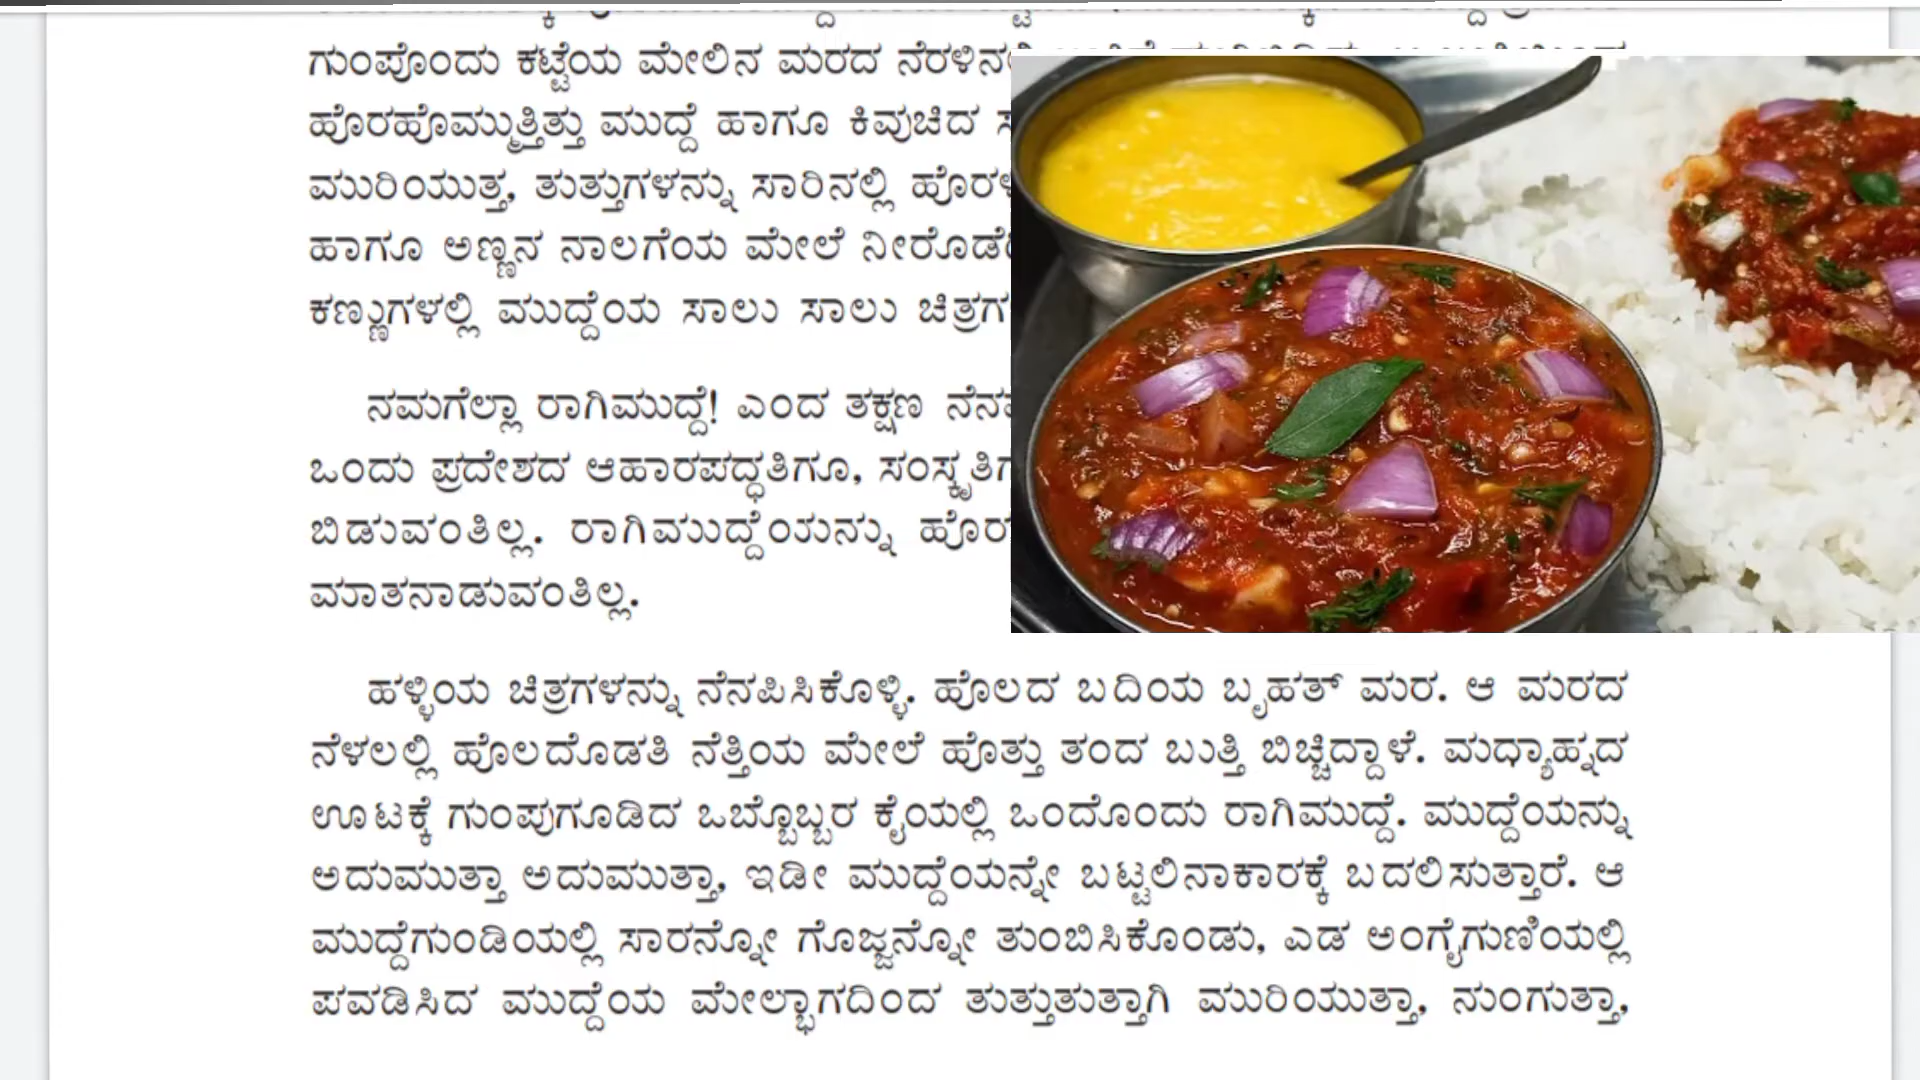 ಗುಂಪೊಂದು ಕಟ್ಟೆಯ ಮೇಲಿನ ಮರದ
ಹೊರಹೊಮ್ಮುತ್ತಿತ್ತು ಮುದ್ದೆ ಹಾಗೂ ಕಿವುಚಿದ
ಮುರಿಯುತ್ತ, ತುತ್ತುಗಳನ್ನು ಸಾರಿನಲ್ಲಿ
ಹಾಗೂ ಅಣ್ಣನ ನಾಲಗೆಯ ಮೇಲೆ
ಕಣ್ಣುಗಳಲ್ಲಿ ಮುದ್ದೆಯ ಸಾಲು ಸಾಲು
ನಮಗೆಲ್ಲಾ ರಾಗಿಮುದ್ದೆ! ಎಂದ ತಕ್ಷಣ
ಒಂದು ಪ್ರದೇಶದ ಆಹಾರಪದ್ಧತಿಗೂ,
ಬಿಡುವಂತಿಲ್ಲ. ರಾಗಿಮುದ್ದೆಯನ್ನು
ಮಾತನಾಡುವಂತಿಲ್ಲ.
ಹಳ್ಳಿಯ ಚಿತ್ರಗಳನ್ನು ನೆನಪಿಸಿಕೊಳ್ಳಿ. ಹೊಲದ ಬದಿಯ ಬೃಹತ್ ಮರ. ಆ ಮರದ
ನೆಳಲಲ್ಲಿ ಹೊಲದೊಡತಿ ನೆತ್ತಿಯ ಮೇಲೆ ಹೊತ್ತು ತಂದ ಬುತ್ತಿ ಬಿಚ್ಚಿದ್ದಾಳೆ. ಮಧ್ಯಾಹ್ನದ
ಊಟಕ್ಕೆ ಗುಂಪುಗೂಡಿದ ಒಬ್ಬೊಬ್ಬರ ಕೈಯಲ್ಲಿ ಒಂದೊಂದು ರಾಗಿಮುದ್ದೆ. ಮುದ್ದೆಯನ್ನು
ಅದುಮುತ್ತಾ ಅದುಮುತ್ತಾ, ಇಡೀ ಮುದ್ದೆಯನ್ನೇ ಬಟ್ಟಲಿನಾಕಾರಕ್ಕೆ ಬದಲಿಸುತ್ತಾರೆ. ಆ
ಮುದ್ದೆಗುಂಡಿಯಲ್ಲಿ ಸಾರನ್ನೋ ಗೊಜ್ಜನ್ನೋ ತುಂಬಿಸಿಕೊಂಡು, ಎಡ ಅಂಗೈಗುಣಿಯಲ್ಲಿ
ಪವಡಿಸಿದ ಮುದ್ದೆಯ ಮೇಲ್ಭಾಗದಿಂದ ತುತ್ತುತುತ್ತಾಗಿ ಮುರಿಯುತ್ತಾ, ನುಂಗುತ್ತಾ,